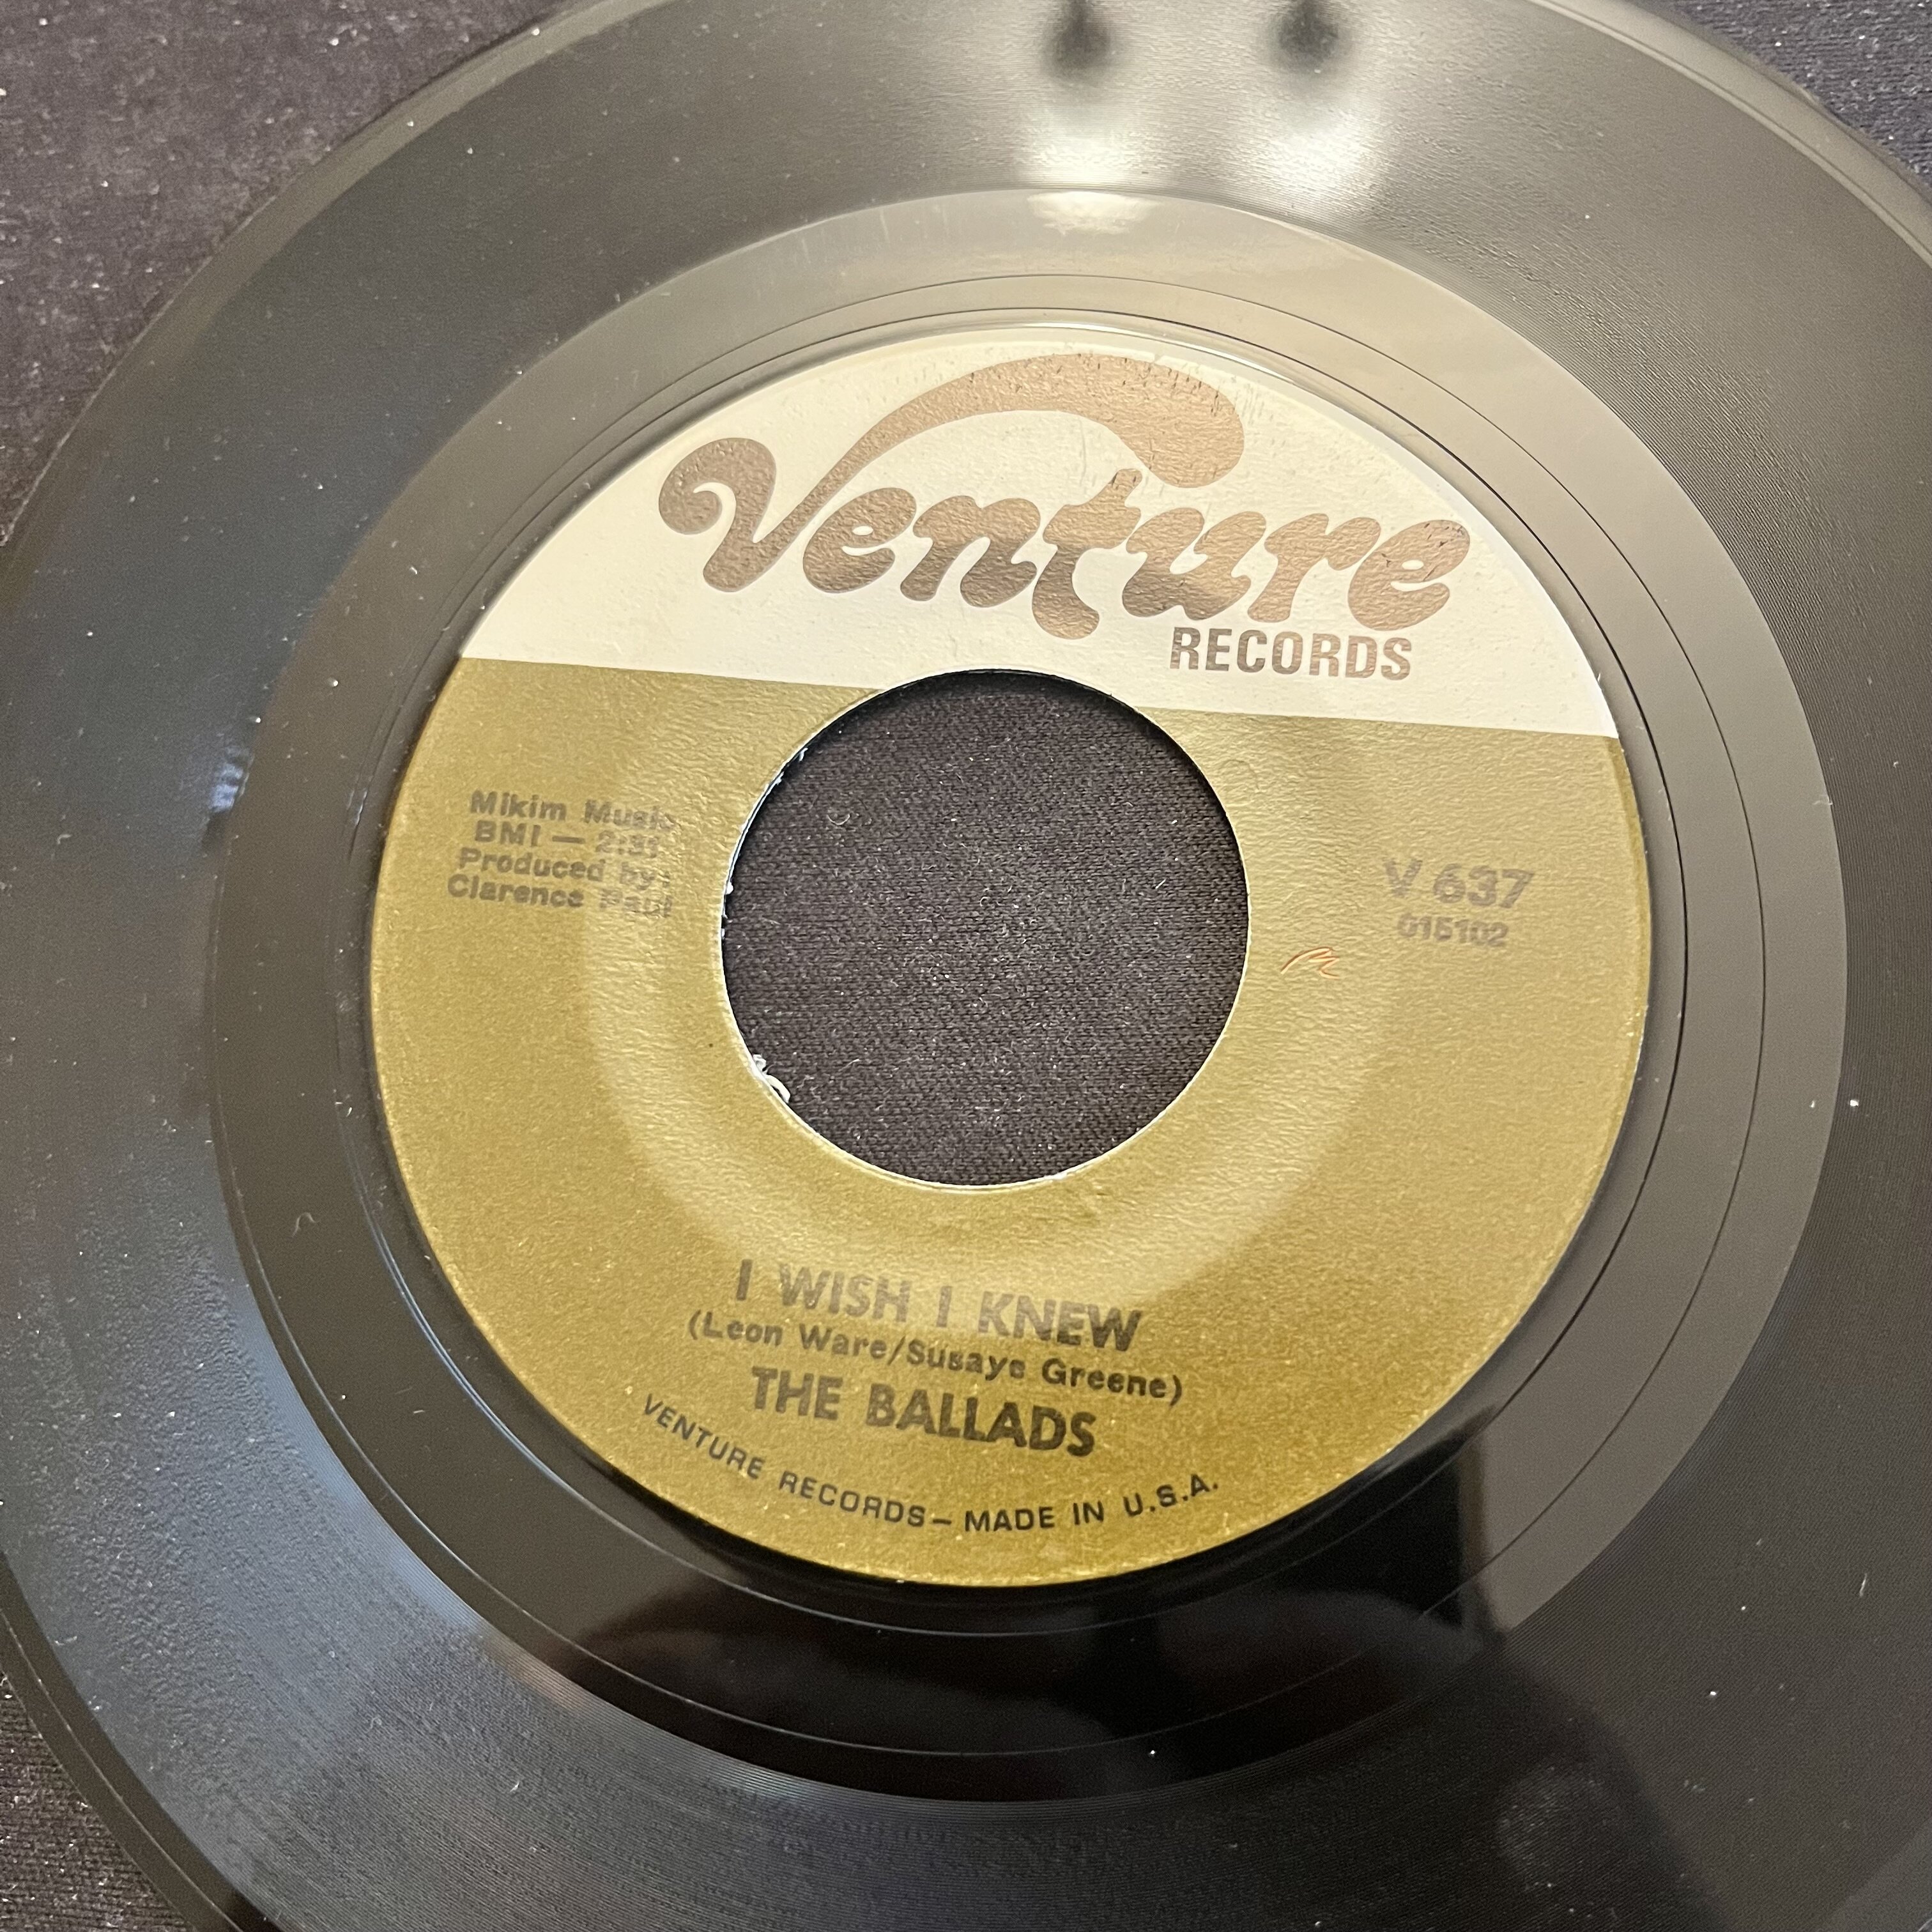 Venture
RECORDS
Mikim Music
BMI — 2:31
Produced by:
Clarence Paul
V 637
015102
I WISH I KNEW
(Leon Ware/Susaye Greene)
THE BALLADS
VENTURE RECORDS – MADE IN U.S.A.